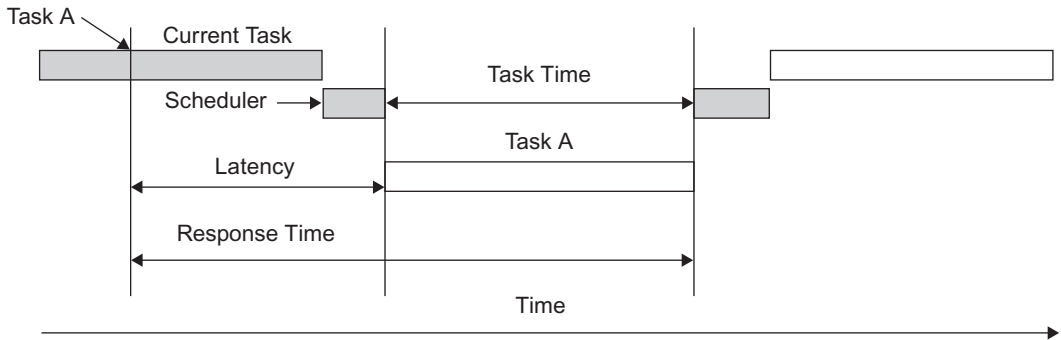 Task A
Current Task
Task Time
Scheduler
Task A
Latency
Response Time
Time